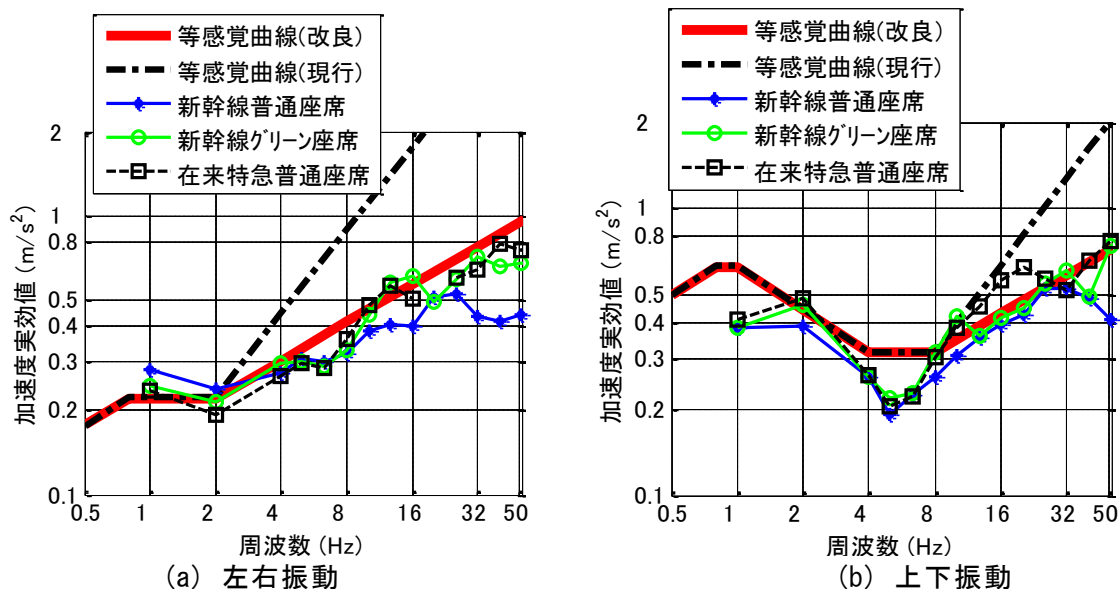 等感覚曲線(改良)
等感覚曲線(現行)
新幹線普通座席
新幹線ｸﾞﾘｰﾝ座席
在来特急普通座席
加速度実効値 (m/s²)
2
1
0.8
0.5
0.4
0.3
0.2
0.1
0.5 1 2 4 8 16 32 50
周波数 (Hz)
(a) 左右振動
等感覚曲線(改良)
等感覚曲線(現行)
新幹線普通座席
新幹線ｸﾞﾘｰﾝ座席
在来特急普通座席
加速度実効値 (m/s²)
2
1
0.8
0.5
0.4
0.3
0.2
0.1
0.5 1 2 4 8 16 32 50
周波数 (Hz)
(b) 上下振動